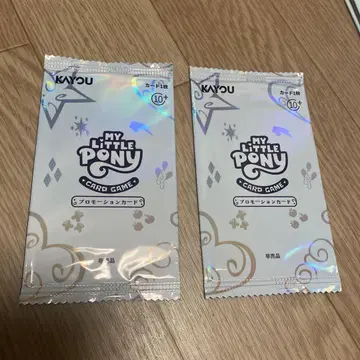 KAYOU
カード1枚
10+
MY
LITTLE
PONY
CARD GAME
プロモーションカード
非売品
KAYOU
カード1枚
10+
MY
LITTLE
PONY
CARD GAME
プロモーションカード
非売品